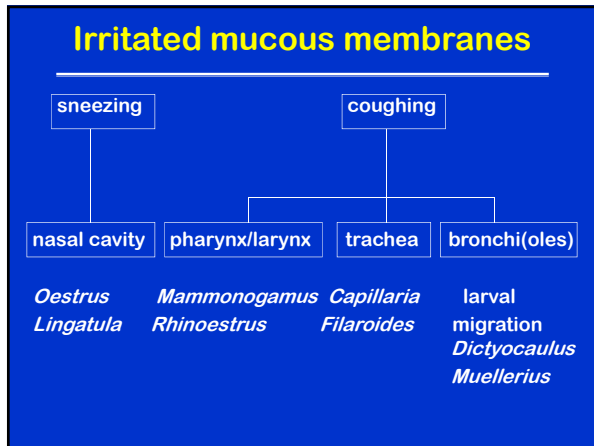 Irritated mucous membranes
sneezing
coughing
nasal cavity
pharynx/larynx
trachea
bronchi(oles)
Oestrus
Lingatula
Mammonogamus
Rhinoestrus
Capillaria
Filaroides
larval
migration
Dictyocaulus
Muellerius